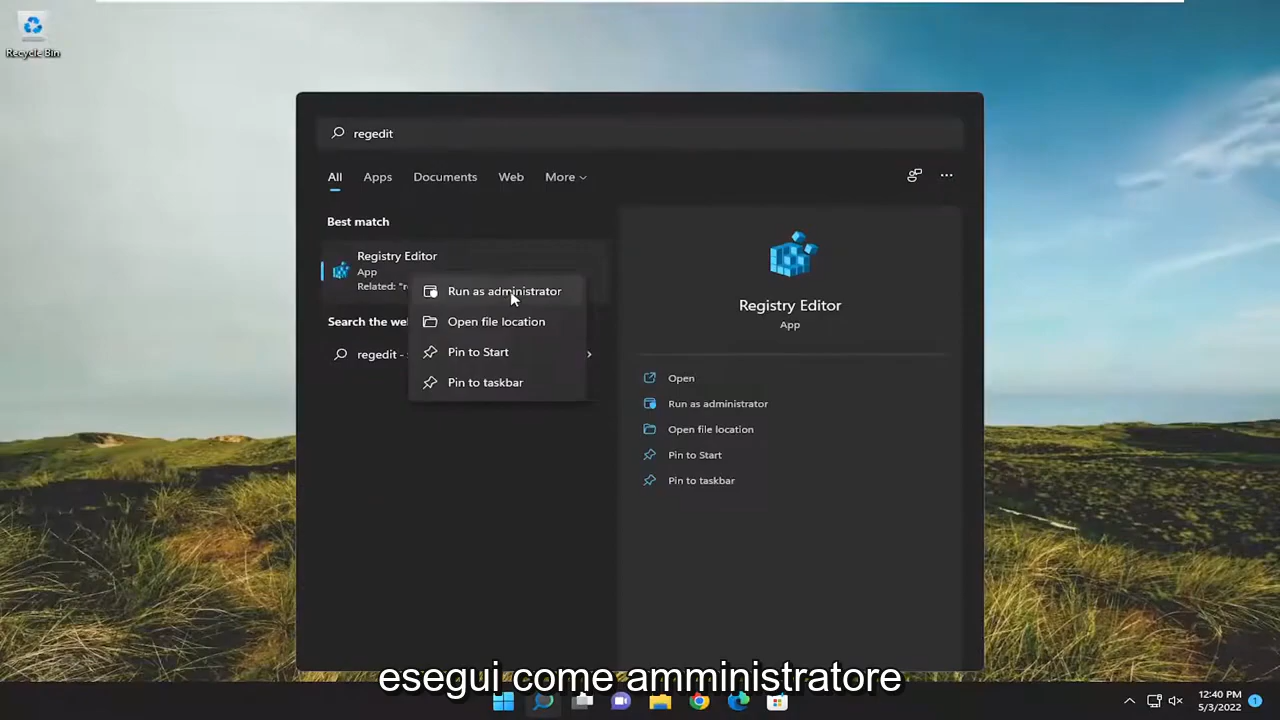 Recycle Bin
regedit
All Apps Documents Web More
Best match
Registry Editor
App
Related: "r
Run as administrator
Search the we
Open file location
regedit - s
Pin to Start
Pin to taskbar
Registry Editor
App
Open
Run as administrator
Open file location
Pin to Start
Pin to taskbar
esegui come amministratore
12:40 PM
5/3/2022
1